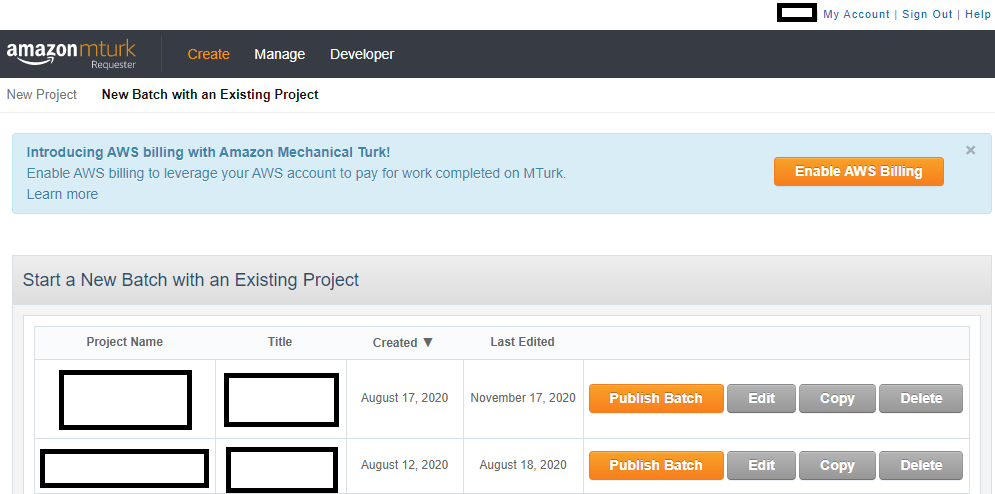 My Account | Sign Out | Help
amazonmturk
Requester
Create Manage Developer
New Project New Batch with an Existing Project
Introducing AWS billing with Amazon Mechanical Turk!
Enable AWS billing to leverage your AWS account to pay for work completed on MTurk.
Learn more
Enable AWS Billing
×
Start a New Batch with an Existing Project
Project Name Title Created ▼ Last Edited
August 17, 2020 November 17, 2020 Publish Batch Edit Copy Delete
August 12, 2020 August 18, 2020 Publish Batch Edit Copy Delete